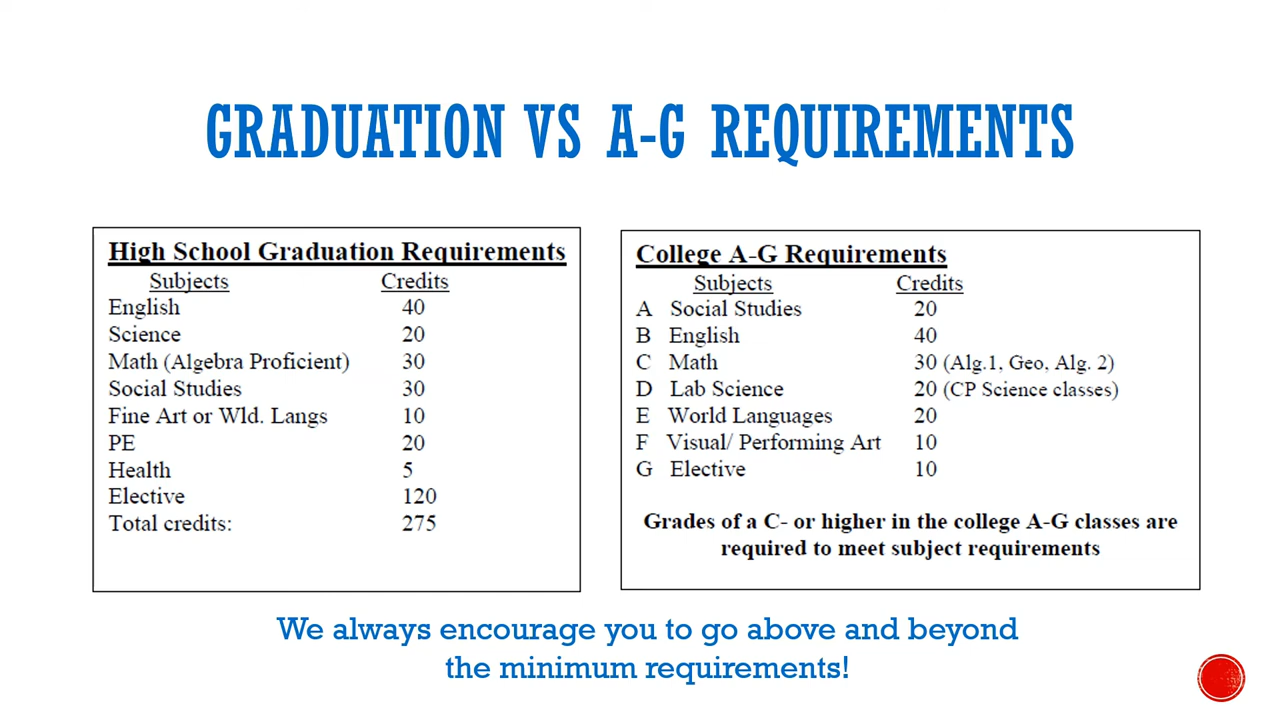 GRADUATION VS A-G REQUIREMENTS
High School Graduation Requirements
Subjects Credits
English 40
Science 20
Math (Algebra Proficient) 30
Social Studies 30
Fine Art or Wld. Langs 10
PE 20
Health 5
Elective 120
Total credits: 275
College A-G Requirements
Subjects Credits
A Social Studies 20
B English 40
C Math 30 (Alg.1, Geo, Alg. 2)
D Lab Science 20 (CP Science classes)
E World Languages 20
F Visual/ Performing Art 10
G Elective 10
Grades of a C- or higher in the college A-G classes are
required to meet subject requirements
We always encourage you to go above and beyond
the minimum requirements!